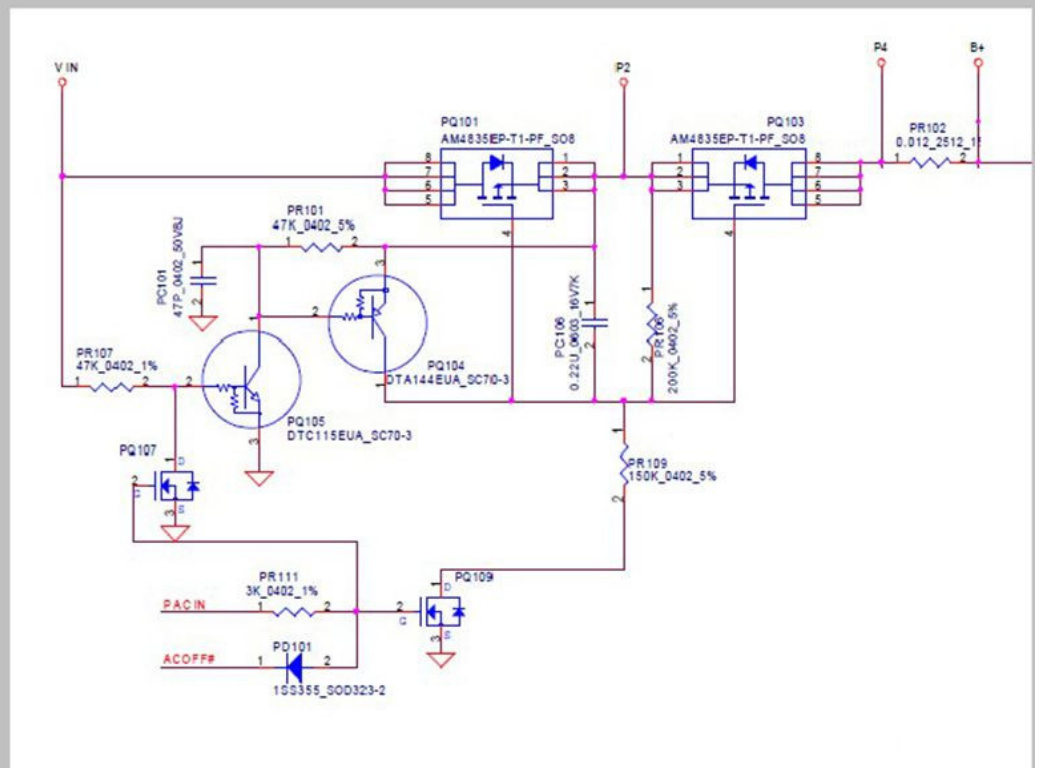 V IN
P2
P4
B+
PQ101
AM4835EP-T1-PF_SO8
PQ103
AM4835EP-T1-PF_SO8
PR102
0.012_2512_1
8
7
6
5
1
2
3
4
1
2
3
8
7
6
5
4
1
2
PR101
47K_0402_5%
1
2
PC101
47P_0402_50V8J
1
2
3
2
1
PQ104
DTA144EUA_SC70-3
PC106
0.22U_0603_16V7K
1
2
PR106
200K_0402_5%
1
2
PR107
47K_0402_1%
1
2
2
1
3
PQ105
DTC115EUA_SC70-3
PQ107
1
D
2
G
3
S
PR109
150K_0402_5%
1
2
PR111
3K_0402_1%
PACIN
1
2
PQ109
1
D
2
G
3
S
ACOFF#
PD101
1
2
1SS355_SOD323-2